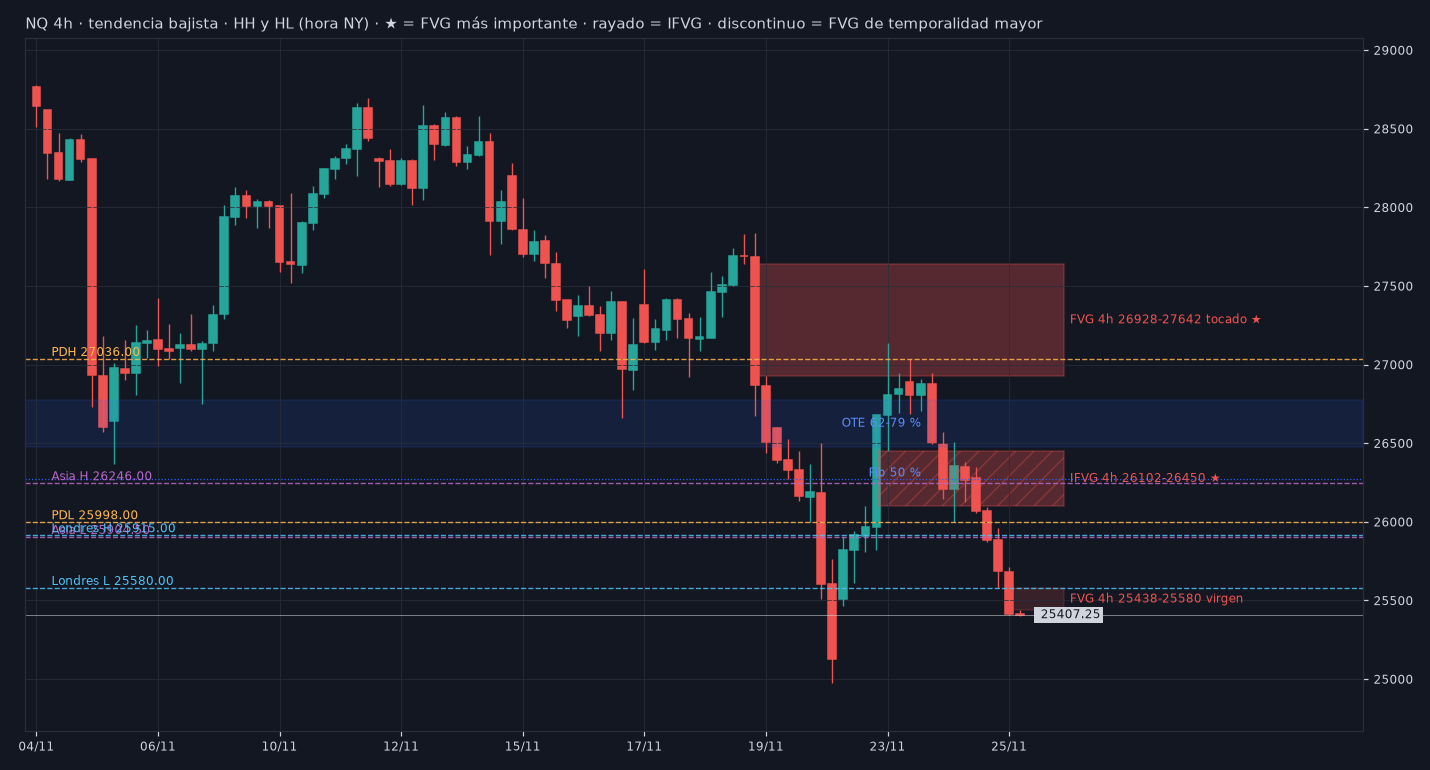 NQ 4h · tendencia bajista · HH y HL (hora NY) · ★ = FVG más importante · rayado = IFVG · discontinuo = FVG de temporalidad mayor
29000
28500
28000
27500
FVG 4h 26928-27642 tocado ★
PDH 27036.00
27000
OTE 62-79 %
26500
Fib 50 %
Asia H 26246.00
IFVG 4h 26102-26450 ★
PDL 25998.00
26000
Londres H 25915.00
Londres L 25580.00
FVG 4h 25438-25580 virgen
25500
25407.25
25000
04/11
06/11
10/11
12/11
15/11
17/11
19/11
23/11
25/11